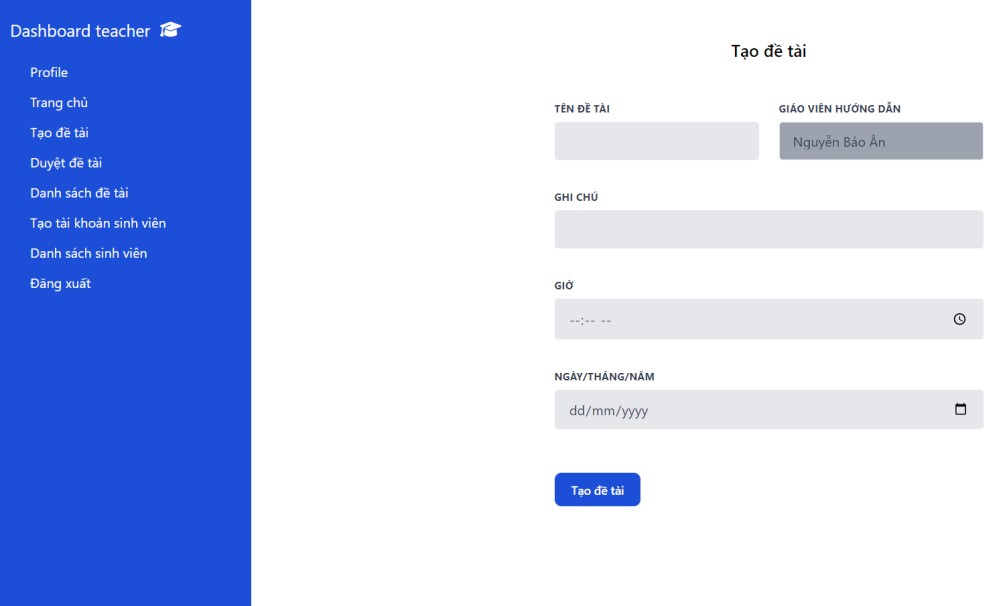 Dashboard teacher
Profile
Trang chủ
Tạo đề tài
Duyệt đề tài
Danh sách đề tài
Tạo tài khoản sinh viên
Danh sách sinh viên
Đăng xuất
Tạo đề tài
TÊN ĐỀ TÀI
GIÁO VIÊN HƯỚNG DẪN
Nguyễn Bảo Ân
GHI CHÚ
GIỜ
--:-- --
NGÀY/THÁNG/NĂM
dd/mm/yyyy
Tạo đề tài